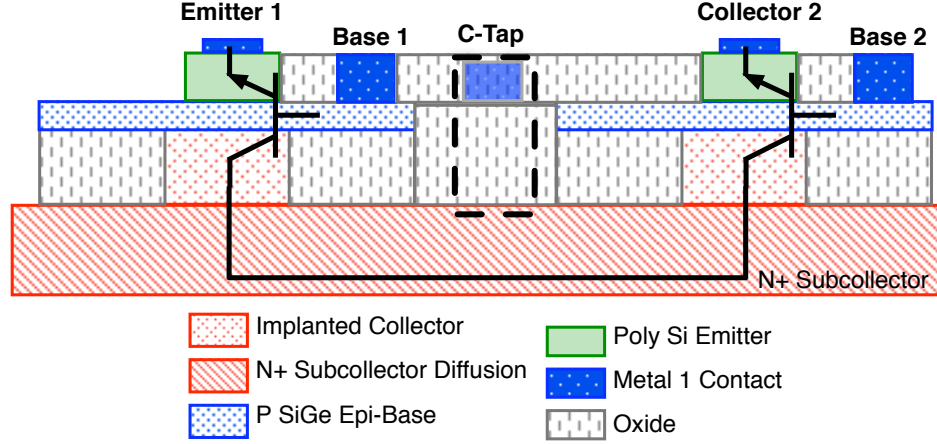 Emitter 1
Base 1
C-Tap
Collector 2
Base 2
N+ Subcollector
Implanted Collector
N+ Subcollector Diffusion
P SiGe Epi-Base
Poly Si Emitter
Metal 1 Contact
Oxide